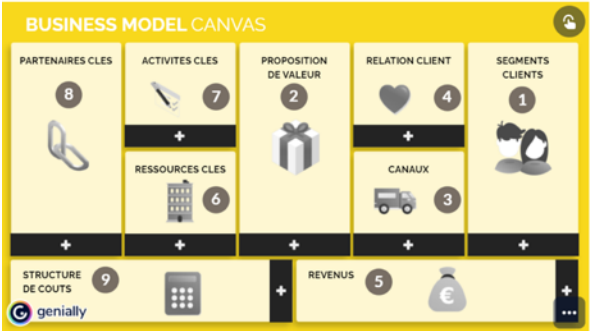 BUSINESS MODEL CANVAS
PARTENAIRES CLES
8
ACTIVITES CLES
7
PROPOSITION
DE VALEUR
2
RELATION CLIENT
4
SEGMENTS
CLIENTS
1
RESSOURCES CLES
6
CANAUX
3
STRUCTURE
DE COUTS
9
REVENUS
5
€
genially